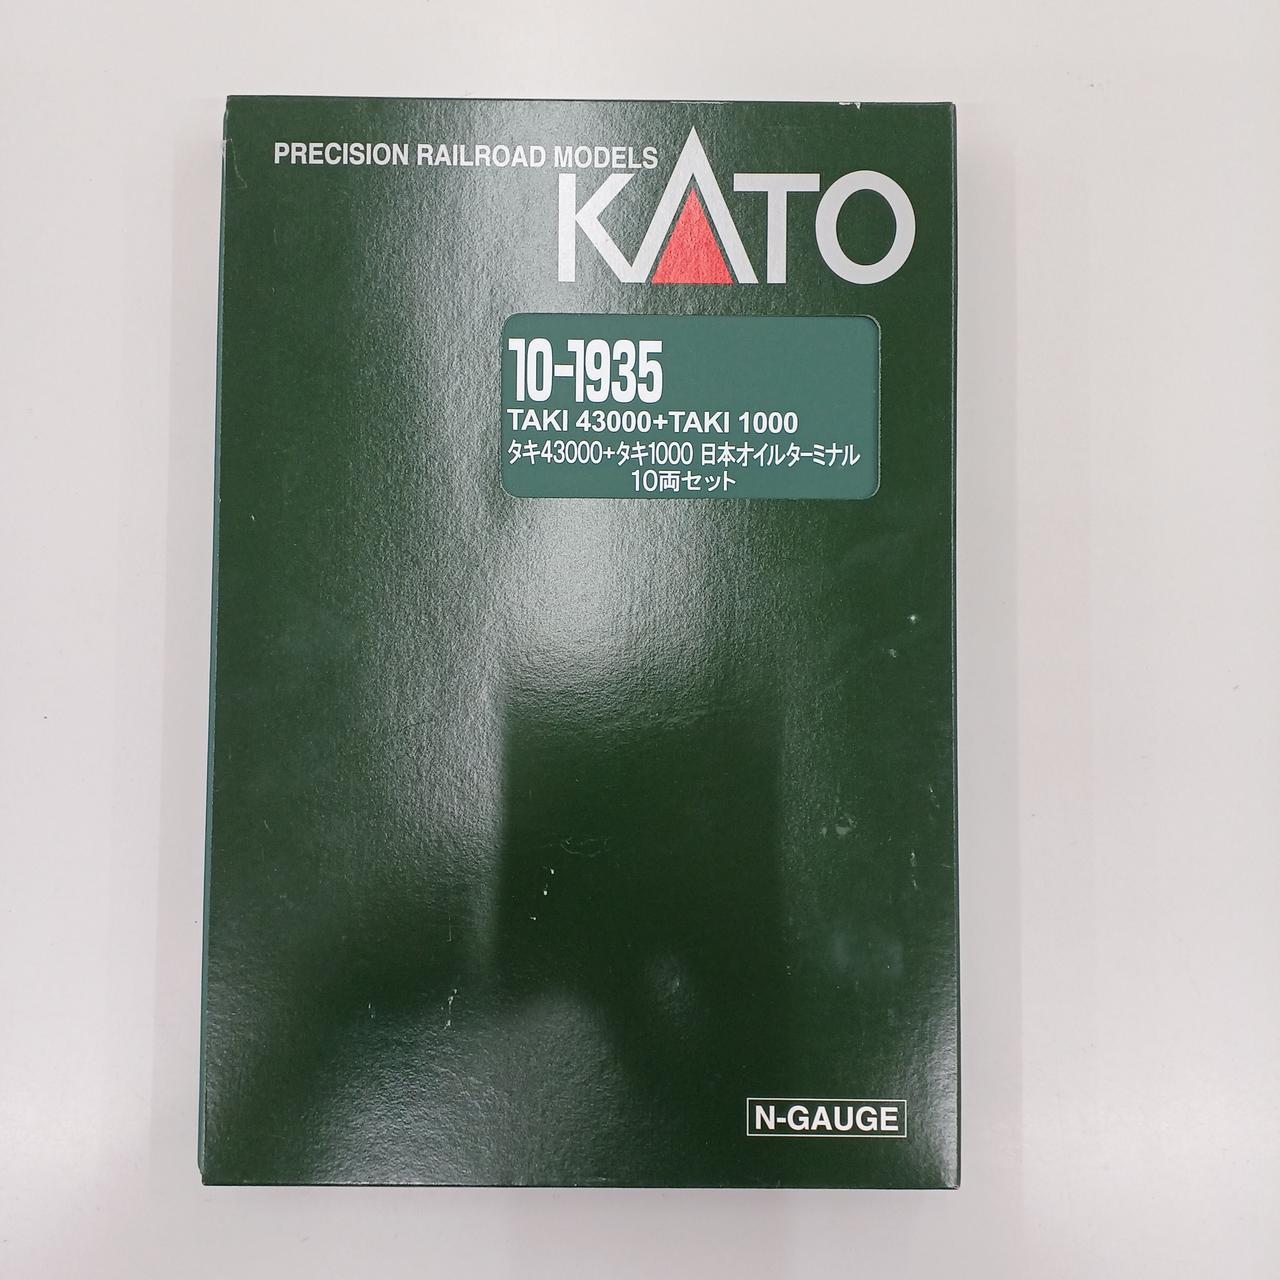 PRECISION RAILROAD MODELS
KATO
10-1935
TAKI 43000+TAKI 1000
タキ43000+タキ1000 日本オイルターミナル
10両セット
N-GAUGE